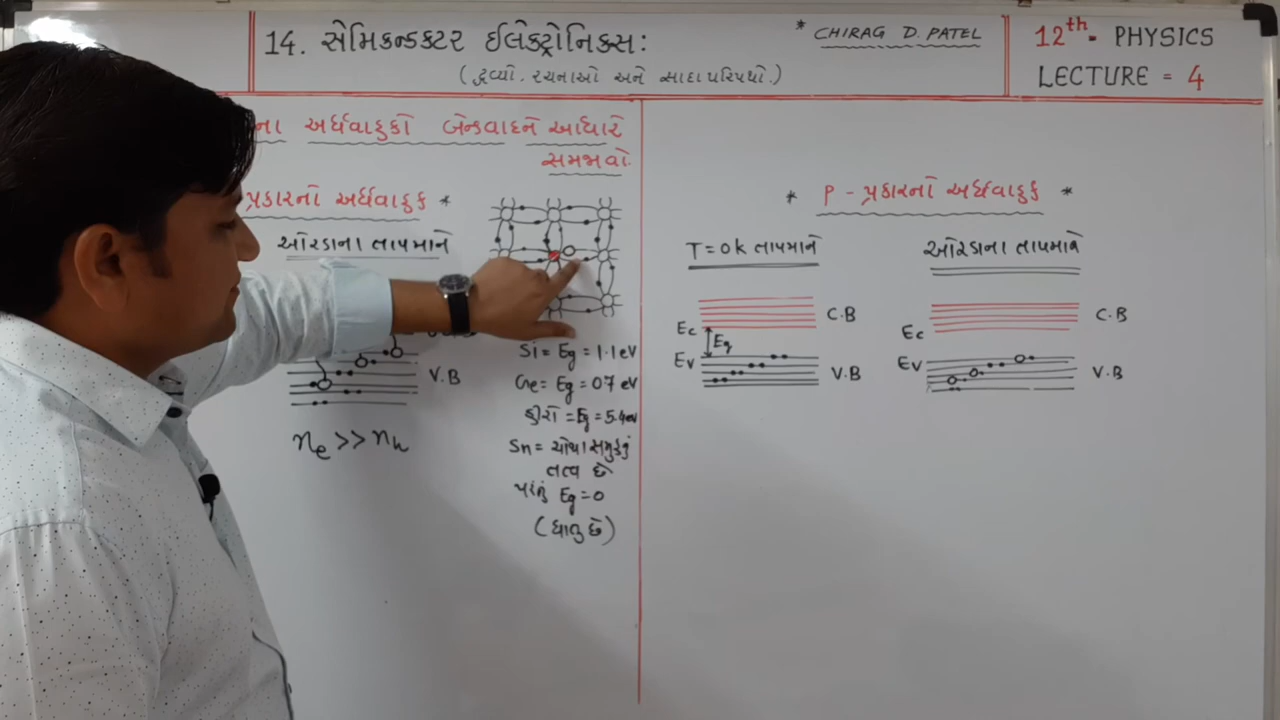 14. સેમિકન્ડક્ટર ઈલેક્ટ્રોનિક્સ:
(દ્રવ્યો, રચનાઓ અને સાદા પરિપથો.)
* CHIRAG D. PATEL
12th - PHYSICS
LECTURE = 4
ના અર્ધવાહકો બેન્ડવાદને આધારે
સમજાવો.
પ્રકારનો અર્ધવાહક *
ઓરડાના તાપમાને
V.B
ne >> nh
Si = Eg = 1.1 eV
Ge = Eg = 0.7 eV
હીરો = Eg = 5.4 eV
Sn = ચોથા સમુહનું
તત્વ છે
પરંતુ Eg = 0
(ધાતુ છે)
* P - પ્રકારનો અર્ધવાહક *
T = 0 k તાપમાને
C.B
Ec
Eg
Ev
V.B
ઓરડાના તાપમાને
C.B
Ec
EV
V.B